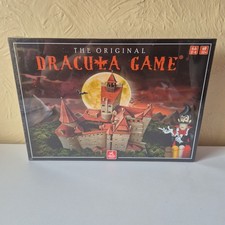 THE ORIGINAL
DRACULA GAME